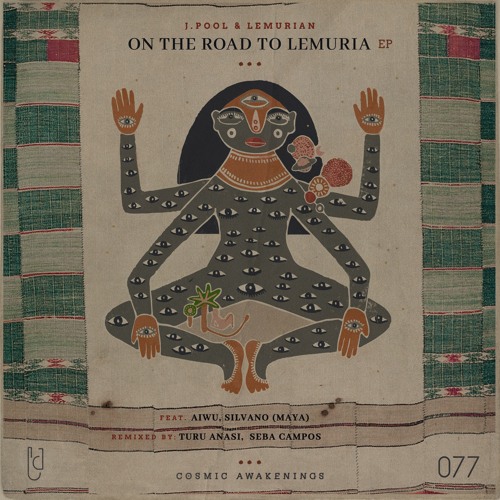 J.POOL & LEMURIAN
ON THE ROAD TO LEMURIA EP
FEAT. AIWU, SILVANO (MAYA)
REMIXED BY: TURU ANASI, SEBA CAMPOS
COSMIC AWAKENINGS
077